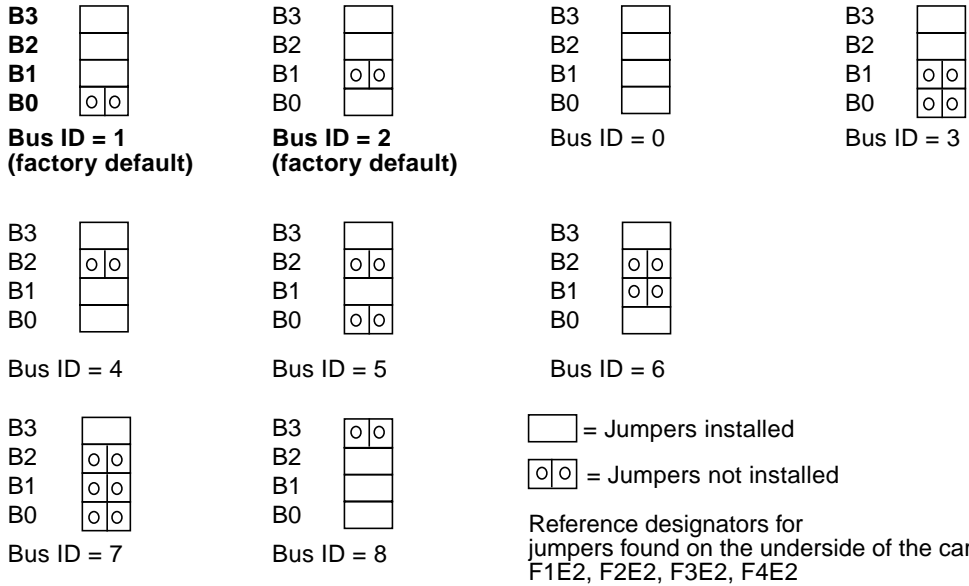 B3
B2
B1
B0
Bus ID = 1
(factory default)
B3
B2
B1
B0
Bus ID = 2
(factory default)
B3
B2
B1
B0
Bus ID = 0
B3
B2
B1
B0
Bus ID = 3
B3
B2
B1
B0
Bus ID = 4
B3
B2
B1
B0
Bus ID = 5
B3
B2
B1
B0
Bus ID = 6
B3
B2
B1
B0
Bus ID = 7
B3
B2
B1
B0
Bus ID = 8
= Jumpers installed
= Jumpers not installed
Reference designators for
jumpers found on the underside of the
F1E2, F2E2, F3E2, F4E2